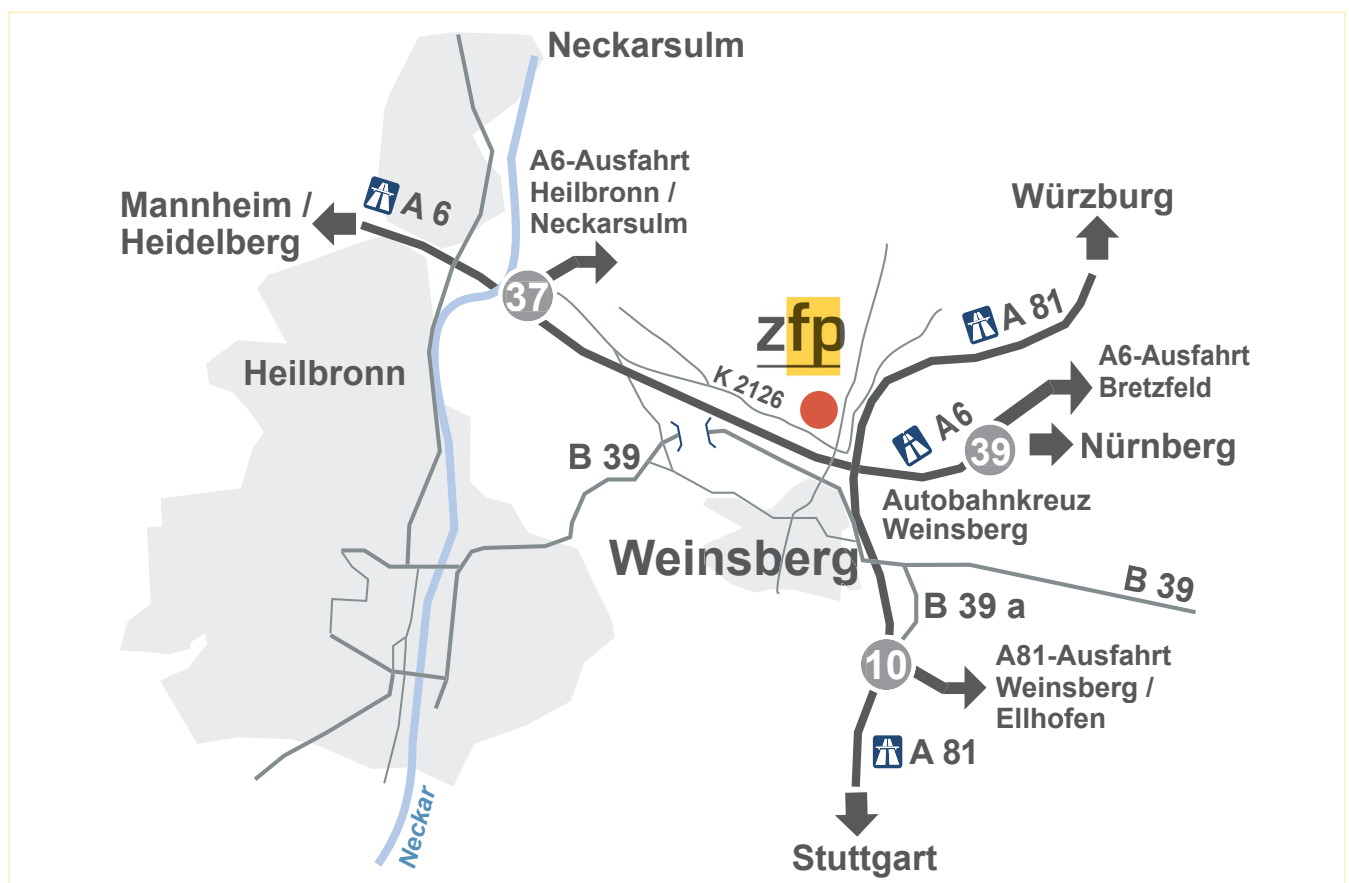 Neckarsulm
A6-Ausfahrt
Heilbronn /
Neckarsulm
Mannheim /
Heidelberg
A 6
37
Würzburg
A 81
zfp
K 2126
A6-Ausfahrt
Bretzfeld
A6
39
Nürnberg
Heilbronn
B 39
Autobahnkreuz
Weinsberg
Weinsberg
B 39
B 39 a
10
A81-Ausfahrt
Weinsberg /
Ellhofen
A 81
Neckar
Stuttgart